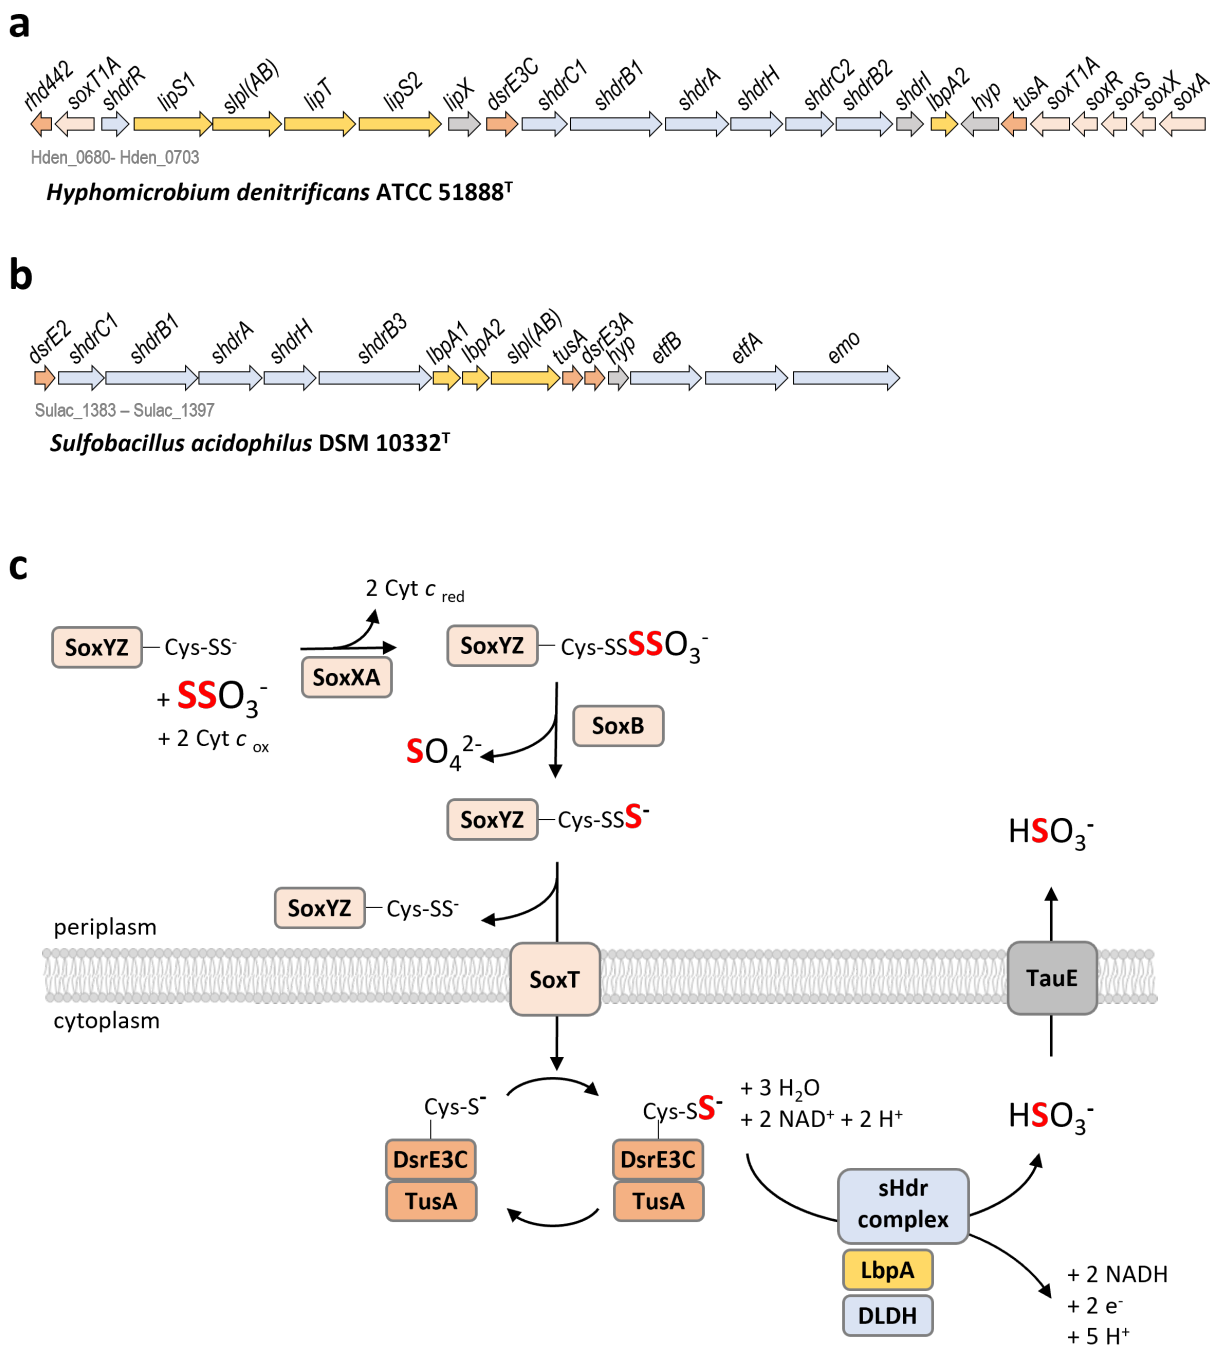 a
rhd442 soxT1A shdrR lipS1 slpl(AB) lipT lipS2 lipX dsrE3C shdrC1 shdrB1 shdrA shdrH shdrC2 shdrB2 shdrI lbpA2 hyp tusA soxT1A soxR soxS soxX soxA
Hden_0680- Hden_0703
Hyphomicrobium denitrificans ATCC 51888ᵀ
b
dsrE2 shdrC1 shdrB1 shdrA shdrH shdrB3 lbpA1 lbpA2 slpl(AB) tusA dsrE3A hyp etfB etfA emo
Sulac_1383 – Sulac_1397
Sulfobacillus acidophilus DSM 10332ᵀ
c
2 Cyt c red
SoxYZ Cys-SS⁻
SoxXA
SoxYZ Cys-SSSSO₃⁻
+ SSO₃⁻
+ 2 Cyt c ox
SoxB
SO₄²⁻
SoxYZ Cys-SSS⁻
HSO₃⁻
SoxYZ Cys-SS⁻
periplasm
SoxT
TauE
cytoplasm
Cys-S⁻
Cys-SS⁻
+ 3 H₂O
+ 2 NAD⁺ + 2 H⁺
HSO₃⁻
DsrE3C
TusA
DsrE3C
TusA
sHdr
complex
LbpA
DLDH
+ 2 NADH
+ 2 e⁻
+ 5 H⁺